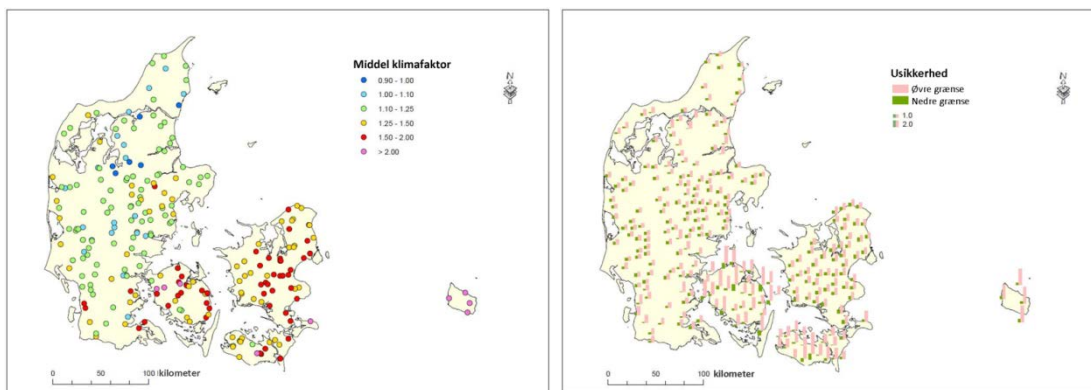 Middel klimafaktor
0.90 - 1.00
1.00 - 1.10
1.10 - 1.25
1.25 - 1.50
1.50 - 2.00
> 2.00
N
0 50 100
kilometer
Usikkerhed
Øvre grænse
Nedre grænse
1.0
2.0
N
0 50 100
kilometer